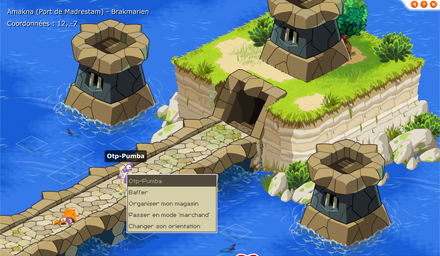 Amakna (Port de Madrestam) - Brakmarien
Coordonnées : 12, -7
Otp-Pumba
Otp-Pumba
Baffer
Organiser mon magasin
Passer en mode 'marchand'
Changer son orientation